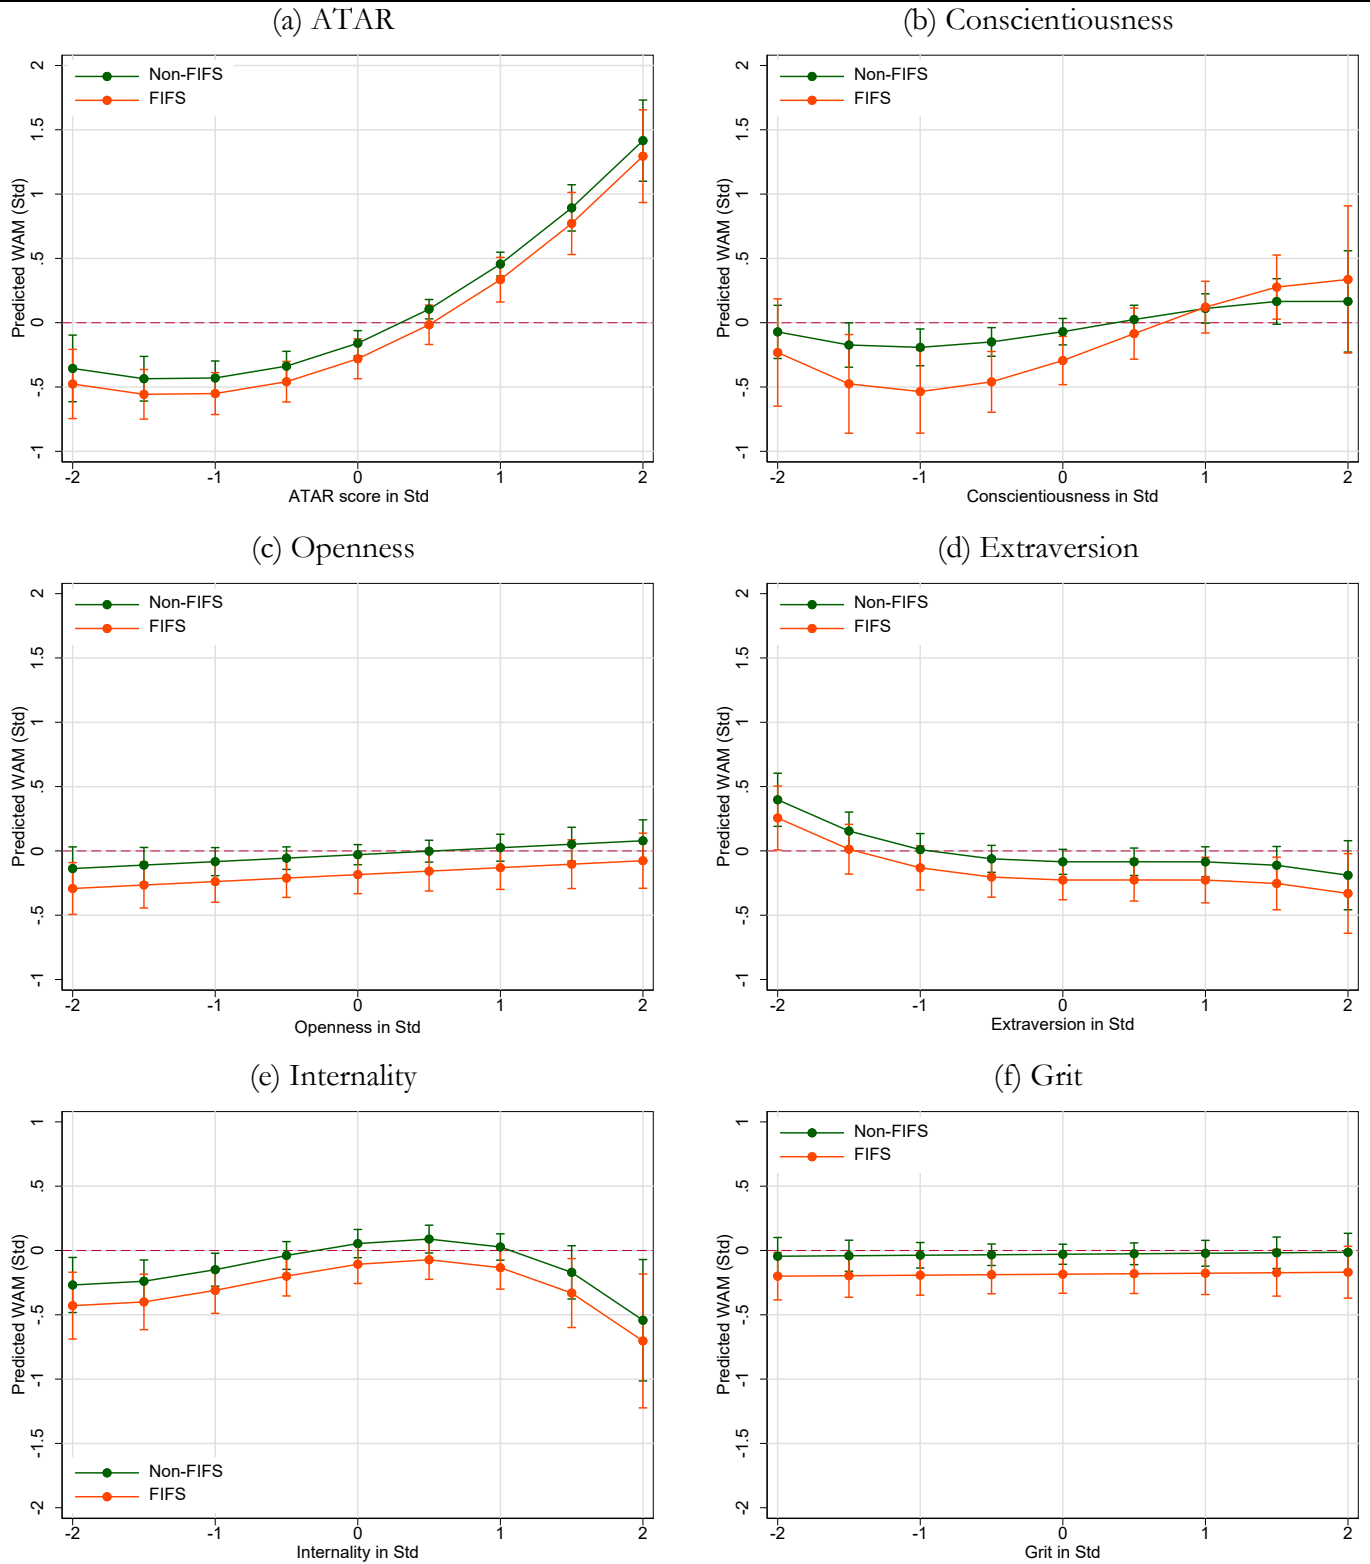 (a) ATAR
Non-FIFS
FIFS
2
1.5
1
.5
0
-.5
-1
Predicted WAM (Std)
-2
-1
0
1
2
ATAR score in Std
(b) Conscientiousness
Non-FIFS
FIFS
2
1.5
1
.5
0
-.5
-1
Predicted WAM (Std)
-2
-1
0
1
2
Conscientiousness in Std
(c) Openness
Non-FIFS
FIFS
2
1.5
1
.5
0
-.5
-1
Predicted WAM (Std)
-2
-1
0
1
2
Openness in Std
(d) Extraversion
Non-FIFS
FIFS
2
1.5
1
.5
0
-.5
-1
Predicted WAM (Std)
-2
-1
0
1
2
Extraversion in Std
(e) Internality
1
.5
0
-.5
-1
-1.5
-2
Predicted WAM (Std)
Non-FIFS
FIFS
-2
-1
0
1
2
Internality in Std
(f) Grit
Non-FIFS
FIFS
1
.5
0
-.5
-1
-1.5
-2
Predicted WAM (Std)
-2
-1
0
1
2
Grit in Std